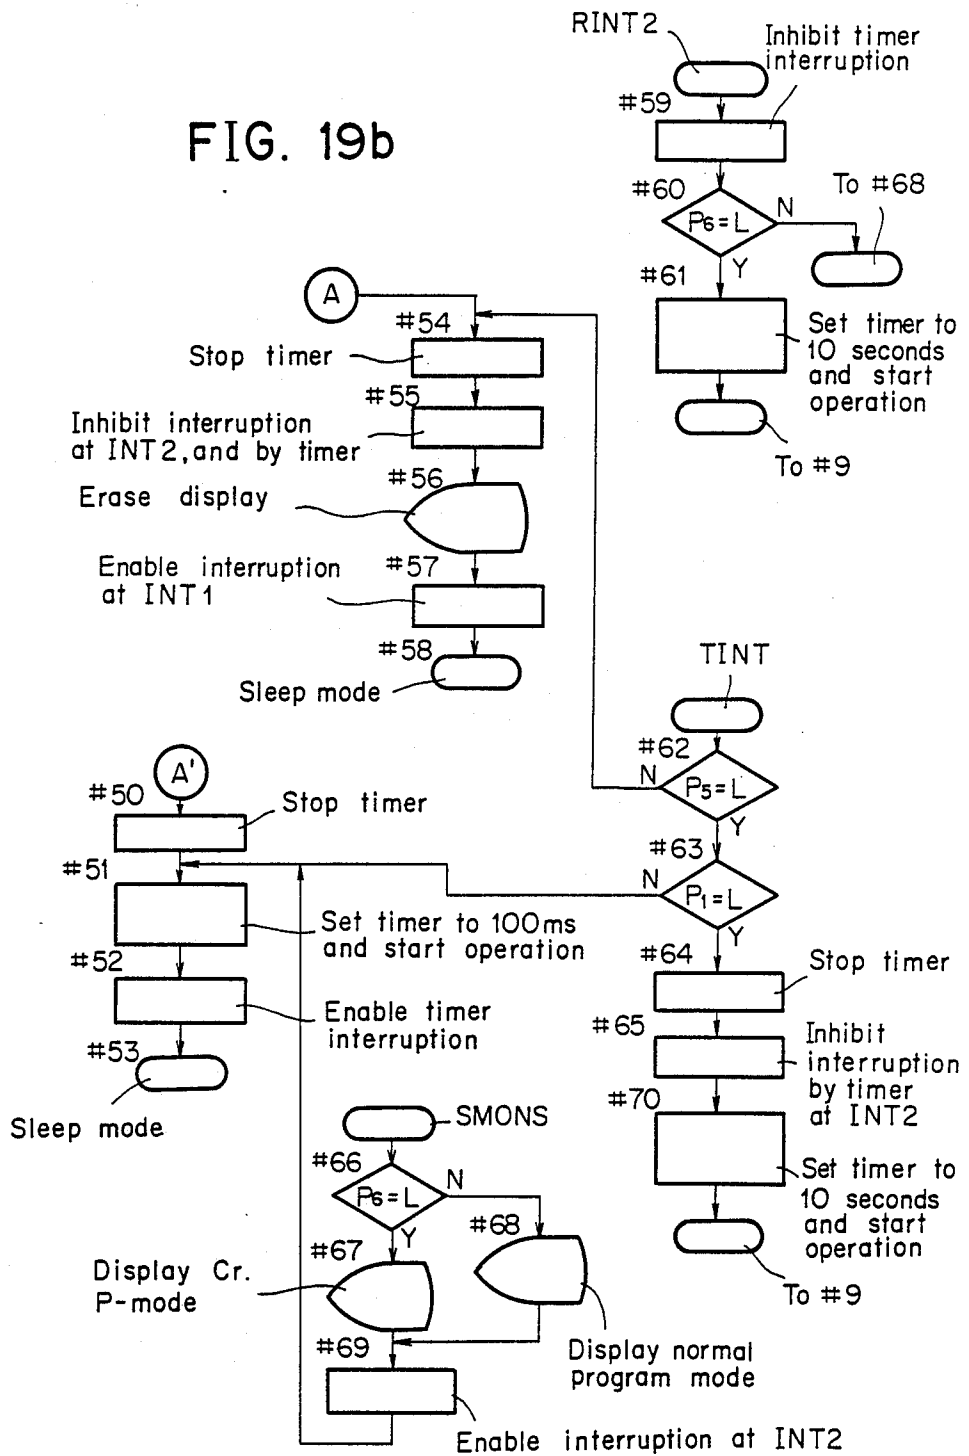 FIG. 19b
RINT2
Inhibit timer
interruption
#59
#60
P6=L
N
To #68
Y
#61
Set timer to
10 seconds
and start
operation
To #9
A
#54
Stop timer
#55
Inhibit interruption
at INT2,and by timer
#56
Erase display
#57
Enable interruption
at INT1
#58
Sleep mode
TINT
#62
N
P5=L
Y
#63
N
P1=L
Y
#64
Stop timer
#65
Inhibit
interruption
by timer
at INT2
#70
Set timer to
10 seconds
and start
operation
To #9
A'
#50
Stop timer
#51
Set timer to 100ms
and start operation
#52
Enable timer
interruption
#53
Sleep mode
SMONS
#66
P6=L
N
Y
#67
#68
Display Cr.
P-mode
#69
Display normal
program mode
Enable interruption at INT2